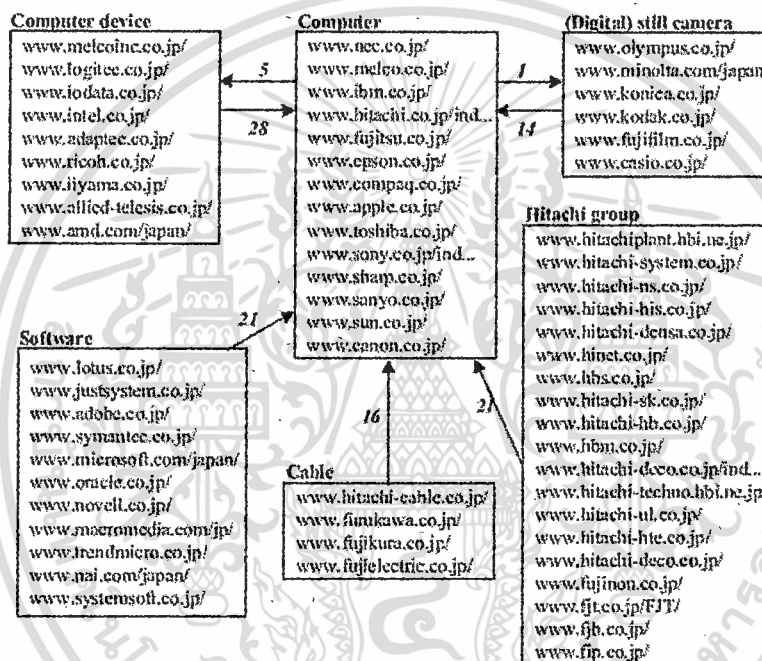 Computer device
www.melcoinc.co.jp/
www.logitec.co.jp/
www.iodata.co.jp/
www.intel.co.jp/
www.adaptec.co.jp/
www.ricoh.co.jp/
www.iiyama.co.jp/
www.allied-telesis.co.jp/
www.amd.com/japan/
5
28
Computer
www.nec.co.jp/
www.melco.co.jp/
www.ibm.co.jp/
www.hitachi.co.jp/ind...
www.fujitsu.co.jp/
www.epson.co.jp/
www.compaq.co.jp/
www.apple.co.jp/
www.toshiba.co.jp/
www.sony.co.jp/ind...
www.sharp.co.jp/
www.sanyo.co.jp/
www.sun.co.jp/
www.canon.co.jp/
1
14
(Digital) still camera
www.olympus.co.jp/
www.minolta.com/japan
www.konica.co.jp/
www.kodak.co.jp/
www.fujifilm.co.jp/
www.casio.co.jp/
Software
www.lotus.co.jp/
www.justsystem.co.jp/
www.adobe.co.jp/
www.symantec.co.jp/
www.microsoft.com/japan/
www.oracle.co.jp/
www.novell.co.jp/
www.macromedia.com/jp/
www.trendmicro.co.jp/
www.nai.com/japan/
www.systemsoft.co.jp/
21
16
21
Cable
www.hitachi-cable.co.jp/
www.furukawa.co.jp/
www.fujikura.co.jp/
www.fujielectric.co.jp/
Hitachi group
www.hitachiplant.hbi.ne.jp/
www.hitachi-system.co.jp/
www.hitachi-ns.co.jp/
www.hitachi-his.co.jp/
www.hitachi-densa.co.jp/
www.hinet.co.jp/
www.hbs.co.jp/
www.hitachi-sk.co.jp/
www.hitachi-hb.co.jp/
www.hbm.co.jp/
www.hitachi-deco.co.jp/ind...
www.hitachi-techno.hbi.ne.jp
www.hitachi-ul.co.jp/
www.hitachi-hte.co.jp/
www.hitachi-deco.co.jp/
www.fujinon.co.jp/
www.fjt.co.jp/FJT/
www.fjb.co.jp/
www.fip.co.jp/